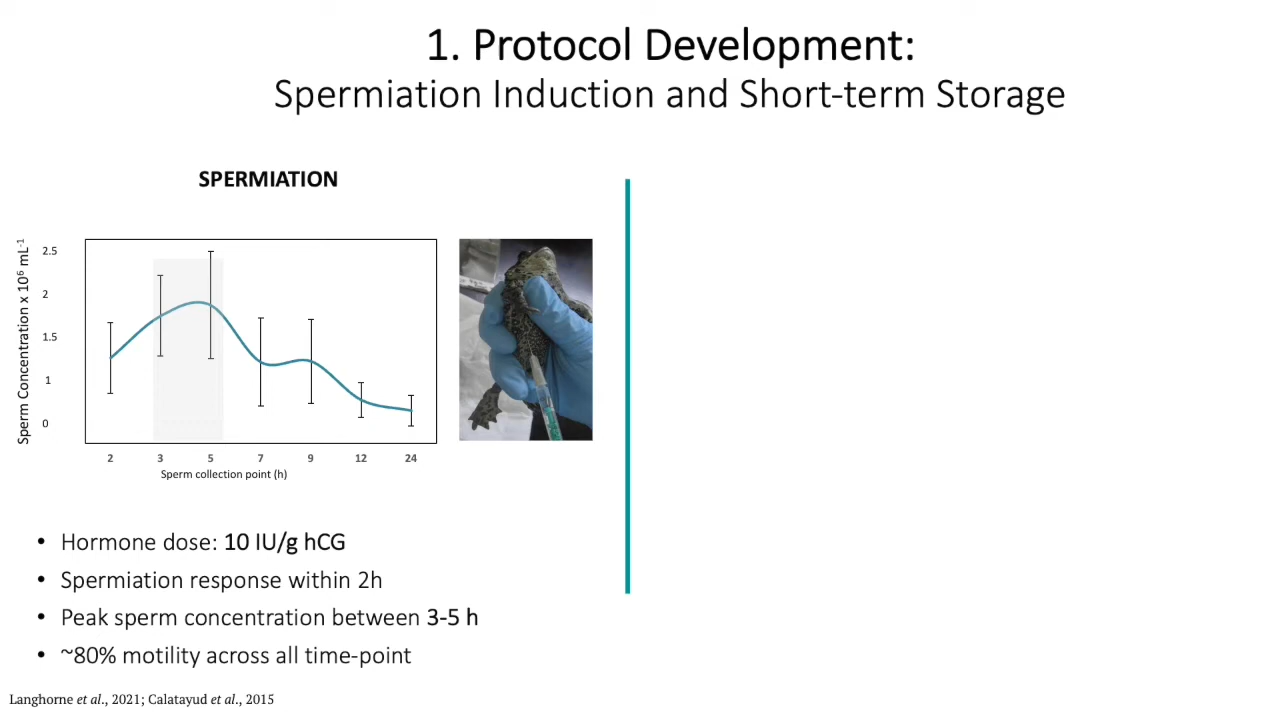 1. Protocol Development:
Spermiation Induction and Short-term Storage
SPERMIATION
Sperm Concentration x 10⁶ mL⁻¹
2.5
2
1.5
1
0
2 3 5 7 9 12 24
Sperm collection point (h)
• Hormone dose: 10 IU/g hCG
• Spermiation response within 2h
• Peak sperm concentration between 3-5 h
• ~80% motility across all time-point
Langhorne et al., 2021; Calatayud et al., 2015